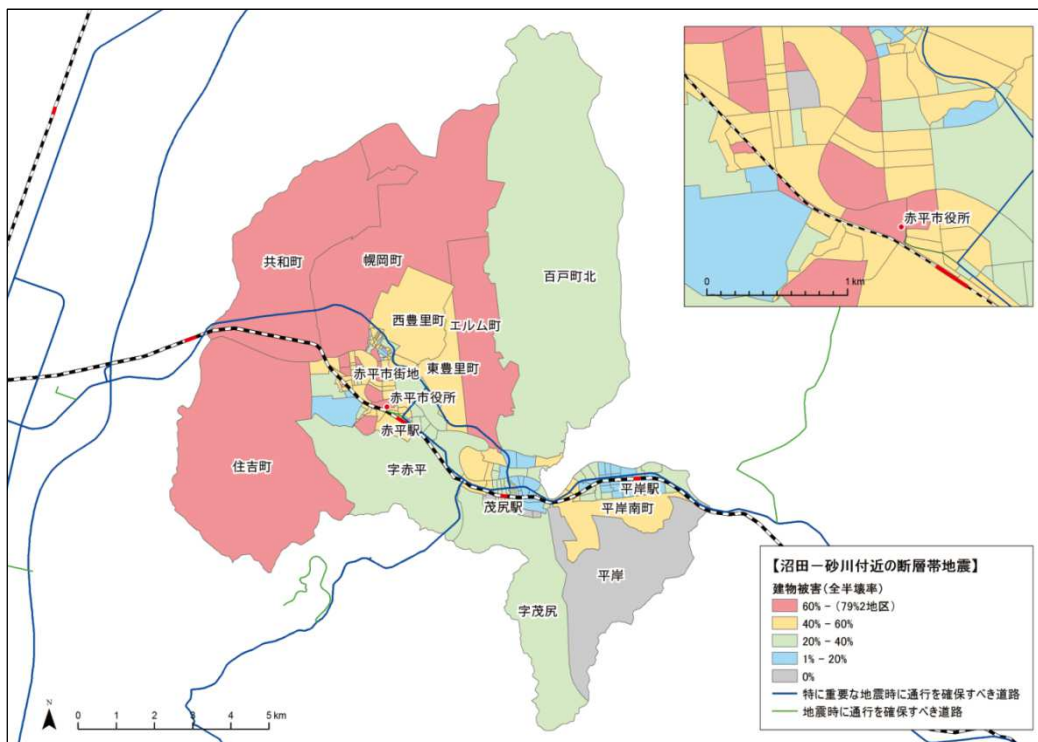 赤平市役所
0
1km
共和町
幌岡町
百戸町北
西豊里町
エルム町
赤平市街地
東豊里町
赤平市役所
赤平駅
住吉町
字赤平
茂尻駅
平岸駅
平岸南町
平岸
字茂尻
【沼田－砂川付近の断層帯地震】
建物被害(全半壊率)
60% - (79%2地区)
40% - 60%
20% - 40%
1% - 20%
0%
特に重要な地震時に通行を確保すべき道路
地震時に通行を確保すべき道路
N
0 1 2 3 4 5km